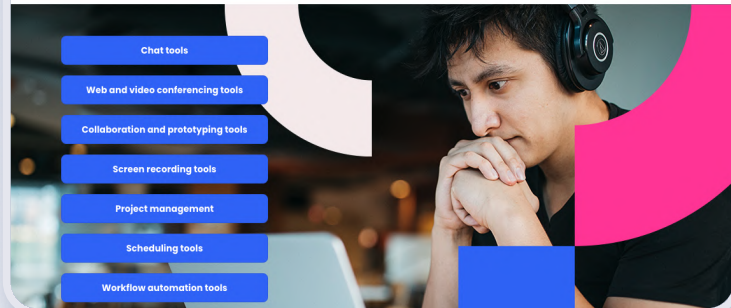 Chat tools
Web and video conferencing tools
Collaboration and prototyping tools
Screen recording tools
Project management
Scheduling tools
Workflow automation tools